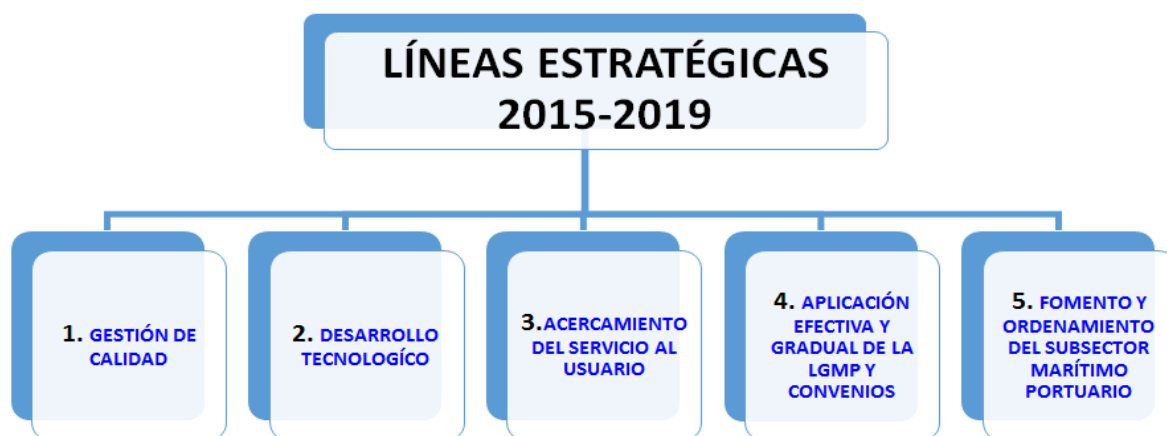 LÍNEAS ESTRATÉGICAS
2015-2019
1. GESTIÓN DE
CALIDAD
2. DESARROLLO
TECNOLOGÍCO
3.ACERCAMIENTO
DEL SERVICIO AL
USUARIO
4. APLICACIÓN
EFECTIVA Y
GRADUAL DE LA
LGMP Y
CONVENIOS
5. FOMENTO Y
ORDENAMIENTO
DEL SUBSECTOR
MARÍTIMO
PORTUARIO